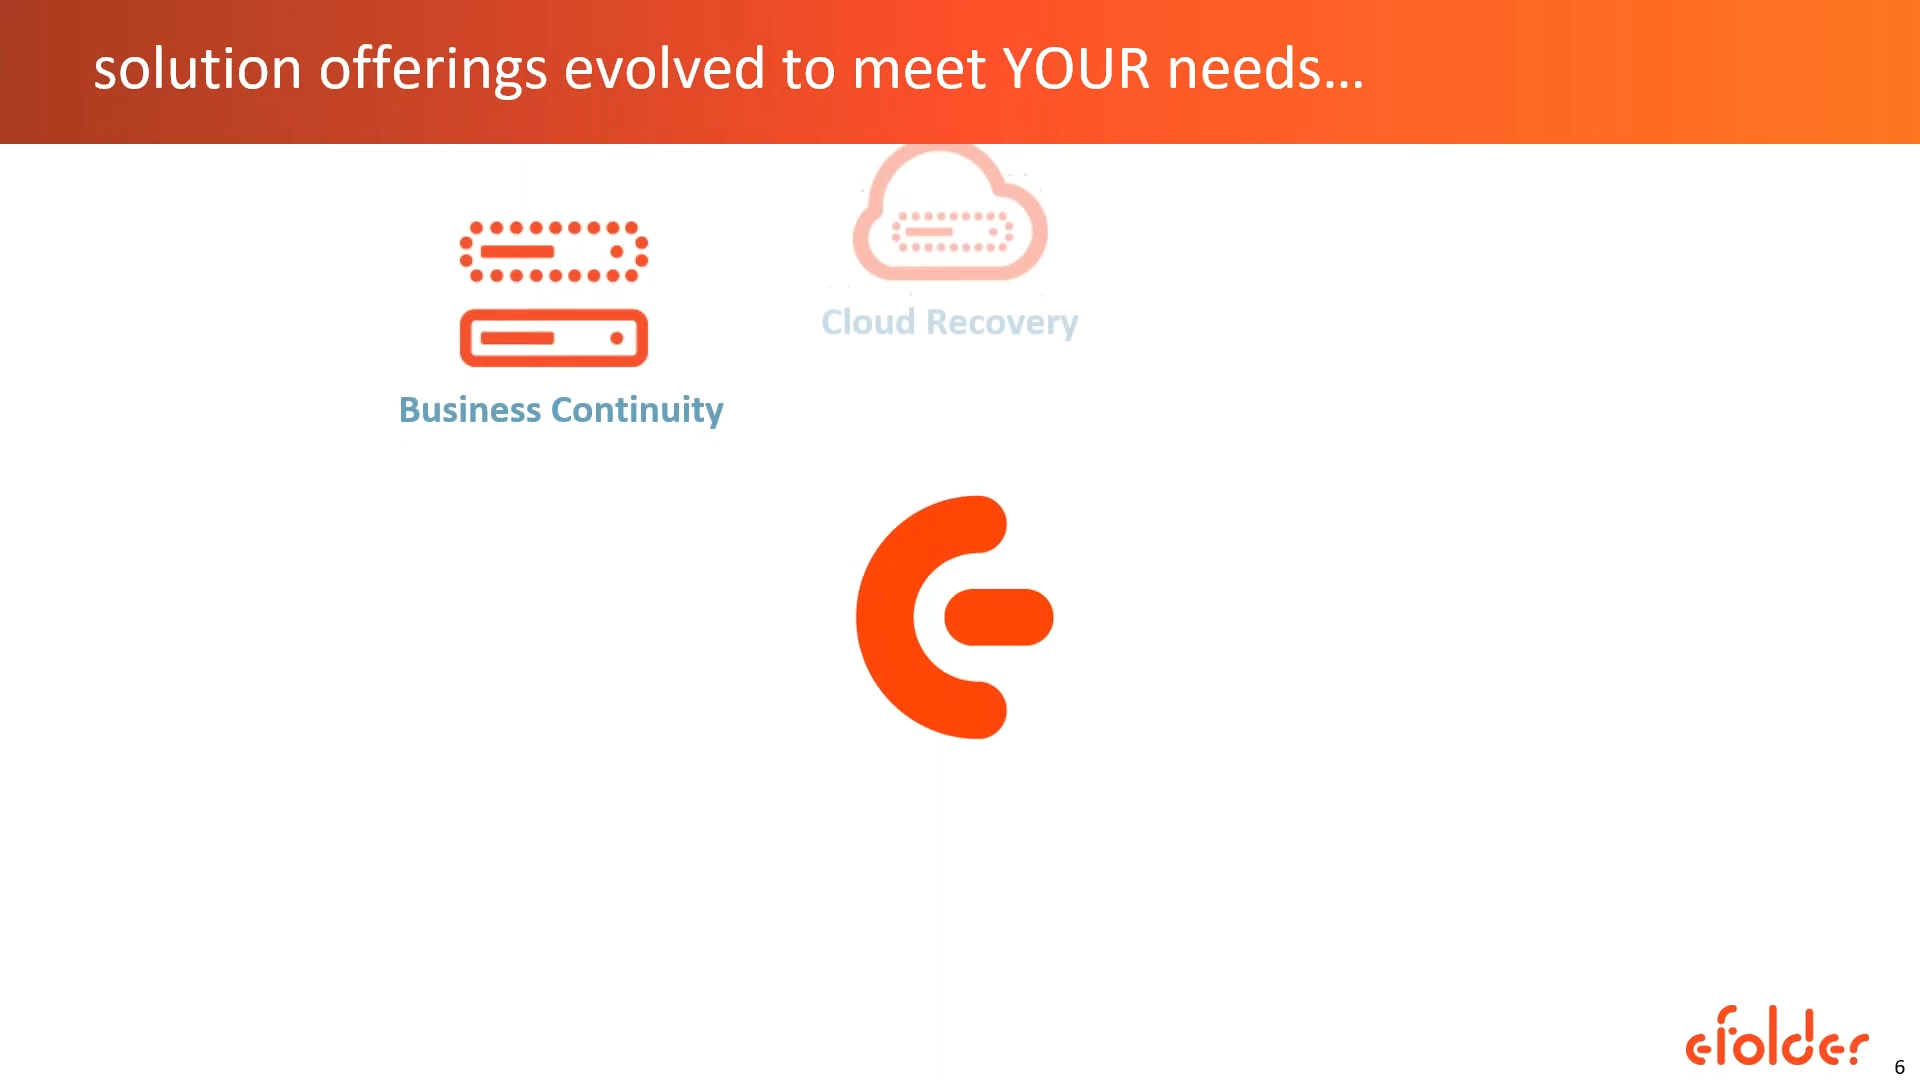 solution offerings evolved to meet YOUR needs...
Cloud Recovery
Business Continuity
efolder
6